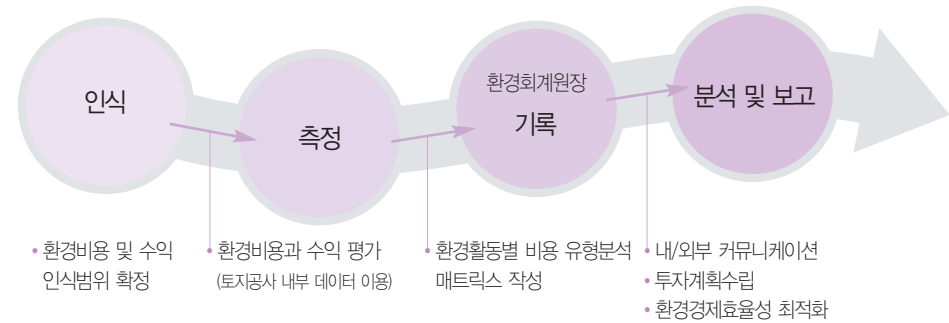 인식
측정
환경회계원장
기록
분석 및 보고
• 환경비용 및 수익
인식범위 확정
• 환경비용과 수익 평가
(토지공사 내부 데이터 이용)
• 환경활동별 비용 유형분석
매트릭스 작성
• 내/외부 커뮤니케이션
• 투자계획수립
• 환경경제효율성 최적화